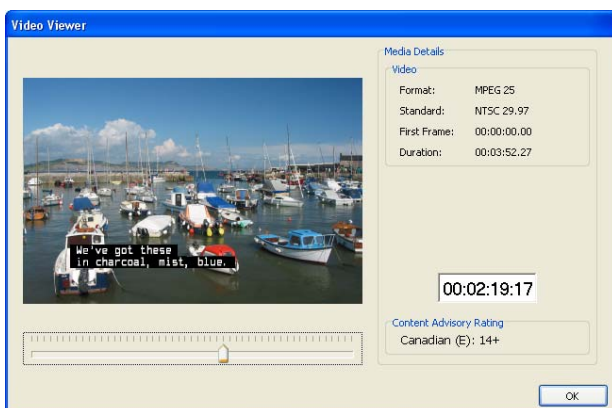 Video Viewer
We've got these
in charcoal, mist, blue.
Media Details
Video
Format: MPEG 25
Standard: NTSC 29.97
First Frame: 00:00:00.00
Duration: 00:03:52.27
00:02:19:17
Content Advisory Rating
Canadian (E): 14+
OK